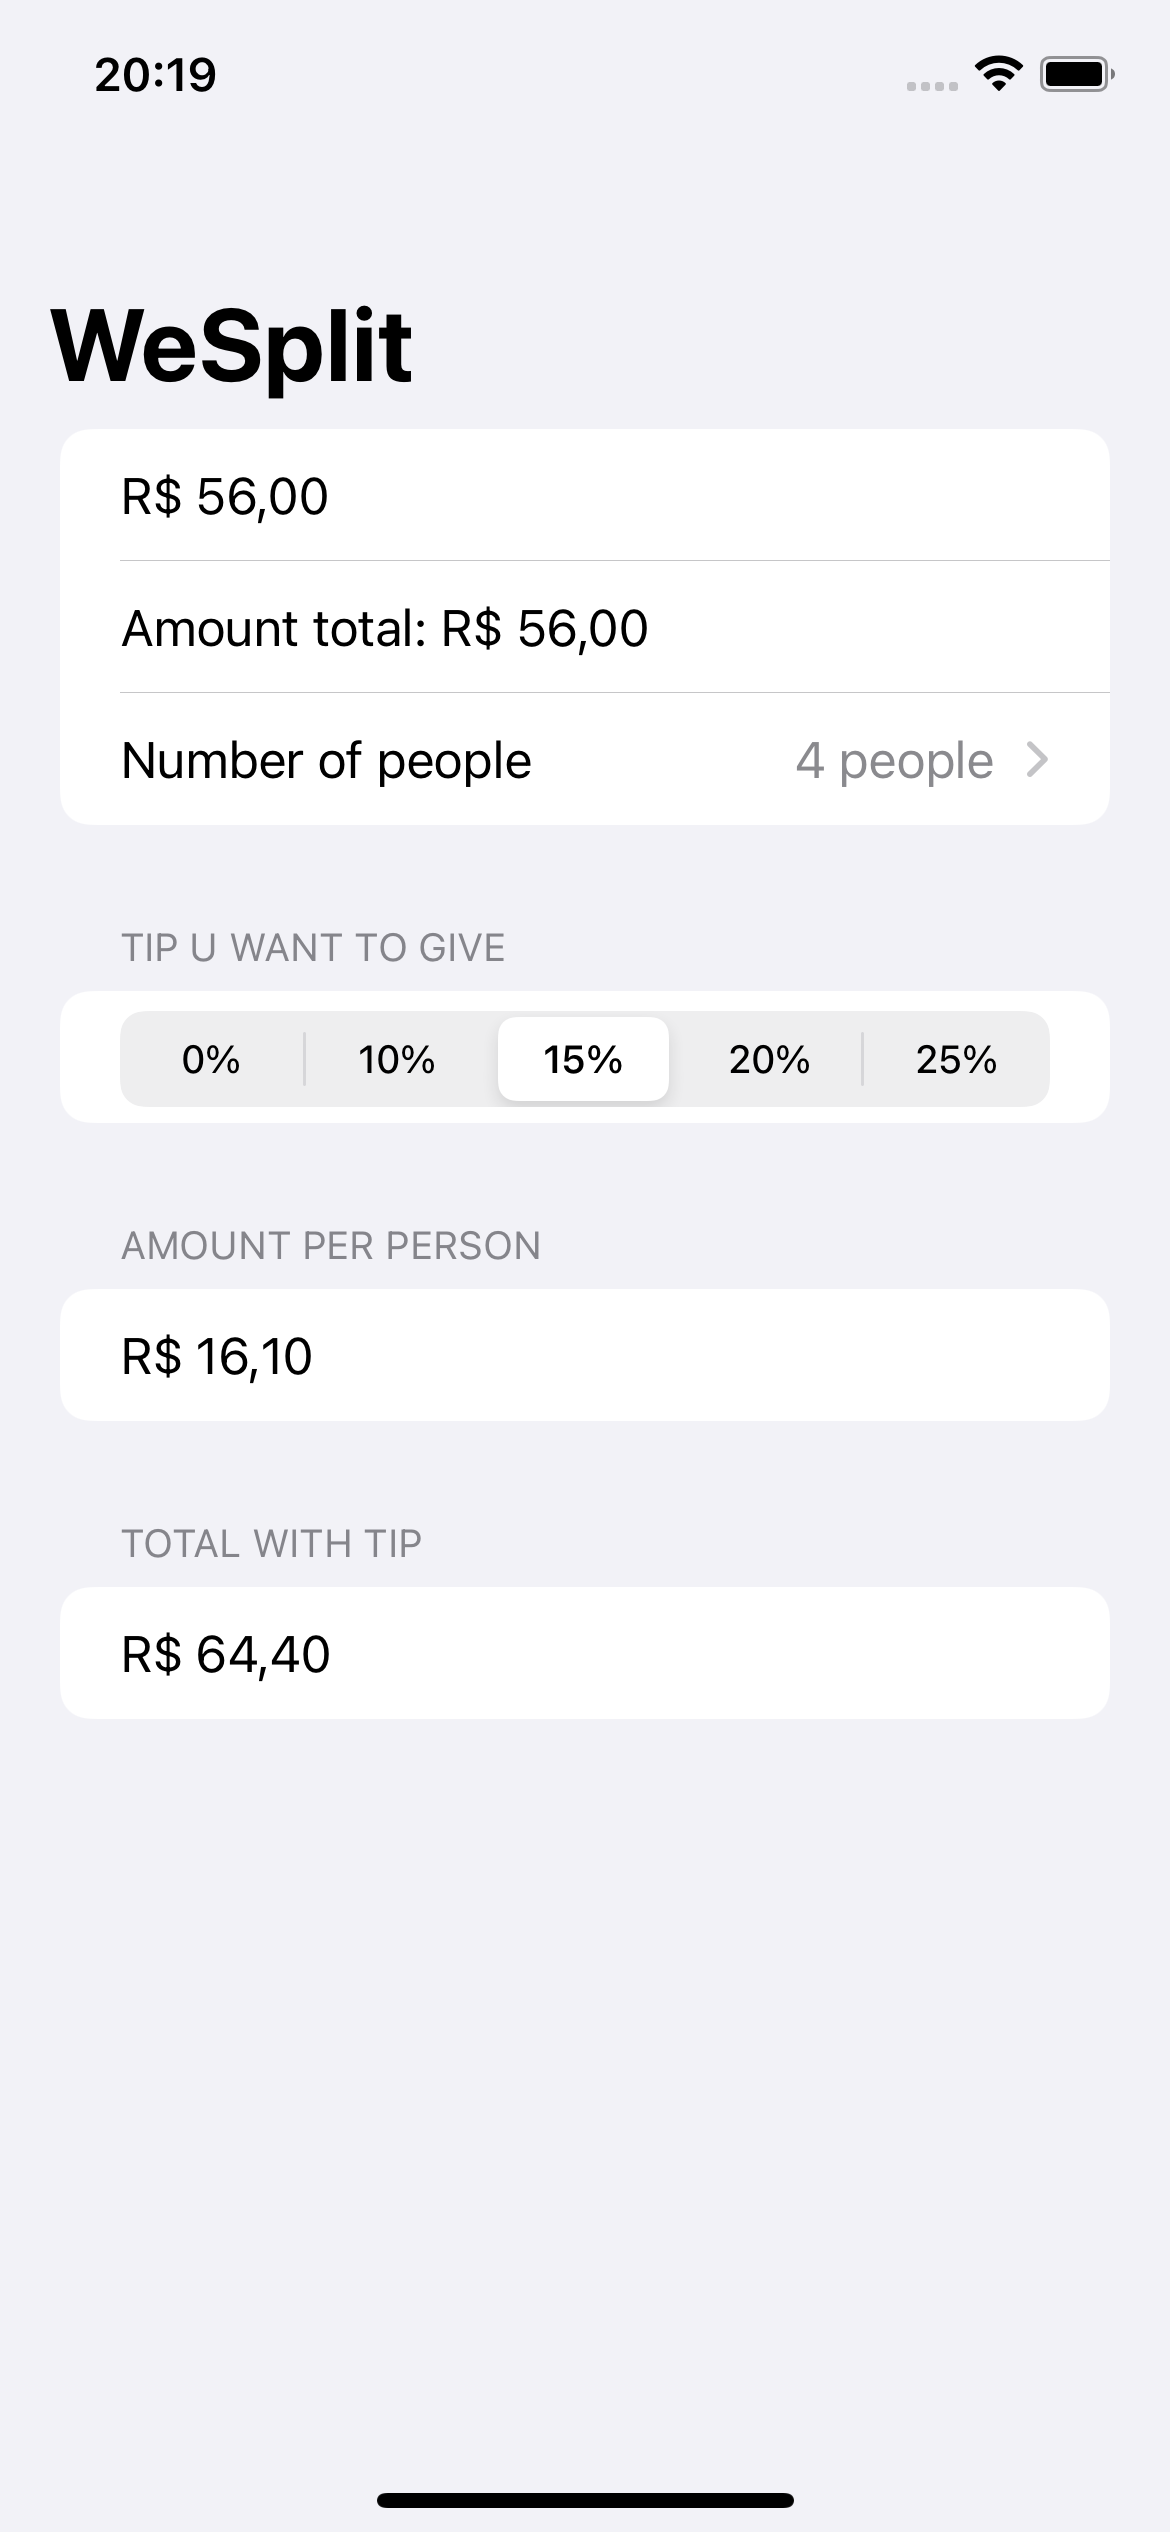 20:19
WeSplit
R$ 56,00
Amount total: R$ 56,00
Number of people 4 people
TIP U WANT TO GIVE
0% 10% 15% 20% 25%
AMOUNT PER PERSON
R$ 16,10
TOTAL WITH TIP
R$ 64,40